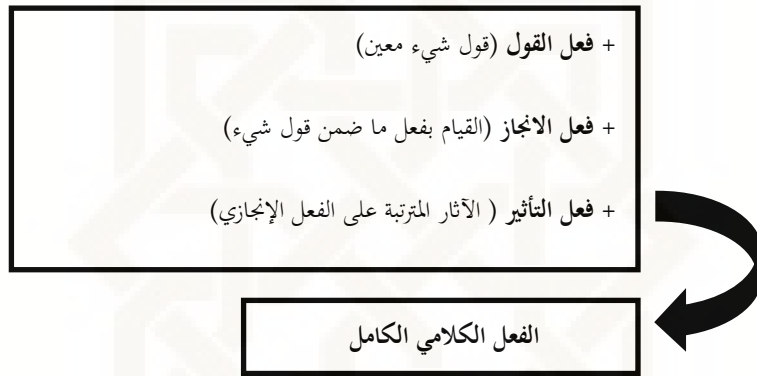 + فعل القول (قول شيء معين)
+ فعل الانجاز (القيام بفعل ما ضمن قول شيء)
+ فعل التأثير ( الآثار المترتبة على الفعل الإنجازي)
الفعل الكلامي الكامل